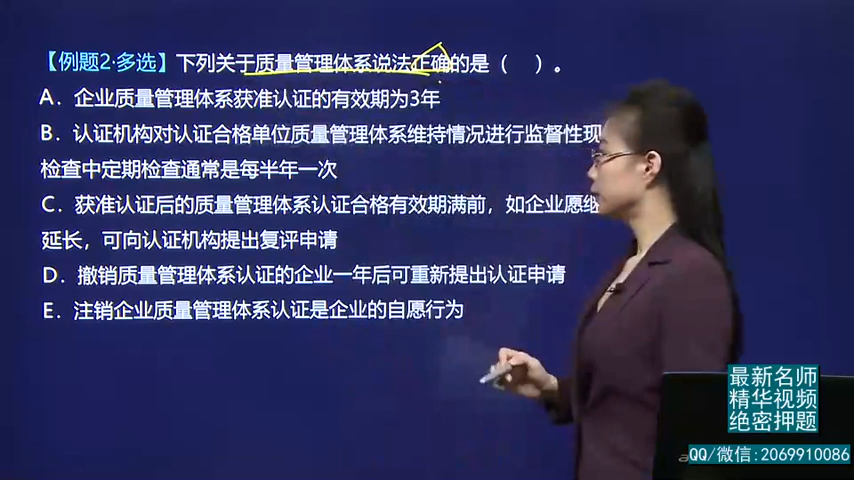 【例题2·多选】下列关于质量管理体系说法正确的是（ ）。
A．企业质量管理体系获准认证的有效期为3年
B．认证机构对认证合格单位质量管理体系维持情况进行监督性现
检查中定期检查通常是每半年一次
C．获准认证后的质量管理体系认证合格有效期满前，如企业愿继
延长，可向认证机构提出复评申请
D．撤销质量管理体系认证的企业一年后可重新提出认证申请
E．注销企业质量管理体系认证是企业的自愿行为
最新名师
精华视频
绝密押题
QQ/微信:2069910086